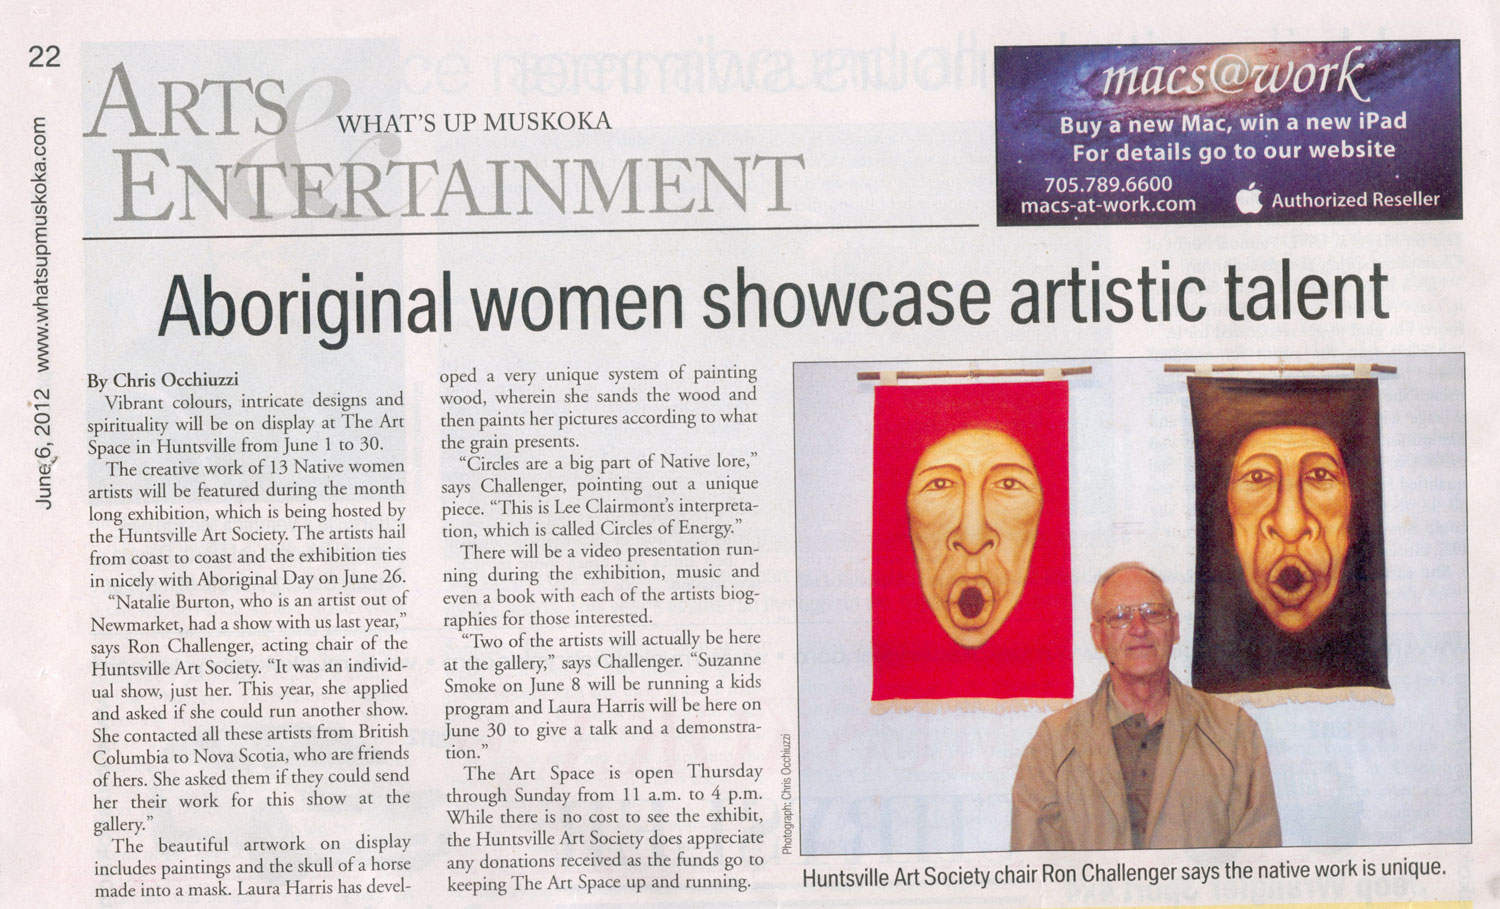 22
June 6, 2012 www.whatsupmuskoka.com
ARTS
&
WHAT'S UP MUSKOKA
ENTERTAINMENT
macs@work
Buy a new Mac, win a new iPad
For details go to our website
705.789.6600
macs-at-work.com
Authorized Reseller
Aboriginal women showcase artistic talent
By Chris Occhiuzzi
Vibrant colours, intricate designs and
spirituality will be on display at The Art
Space in Huntsville from June 1 to 30.
The creative work of 13 Native women
artists will be featured during the month
long exhibition, which is being hosted by
the Huntsville Art Society. The artists hail
from coast to coast and the exhibition ties
in nicely with Aboriginal Day on June 26.
"Natalie Burton, who is an artist out of
Newmarket, had a show with us last year,"
says Ron Challenger, acting chair of the
Huntsville Art Society. "It was an individ-
ual show, just her. This year, she applied
and asked if she could run another show.
She contacted all these artists from British
Columbia to Nova Scotia, who are friends
of hers. She asked them if they could send
her their work for this show at the
gallery."
The beautiful artwork on display
includes paintings and the skull of a horse
made into a mask. Laura Harris has devel-
oped a very unique system of painting
wood, wherein she sands the wood and
then paints her pictures according to what
the grain presents.
"Circles are a big part of Native lore,"
says Challenger, pointing out a unique
piece. "This is Lee Clairmont's interpreta-
tion, which is called Circles of Energy."
There will be a video presentation run-
ning during the exhibition, music and
even a book with each of the artists biog-
raphies for those interested.
"Two of the artists will actually be here
at the gallery," says Challenger. "Suzanne
Smoke on June 8 will be running a kids
program and Laura Harris will be here on
June 30 to give a talk and a demonstra-
tion."
The Art Space is open Thursday
through Sunday from 11 a.m. to 4 p.m.
While there is no cost to see the exhibit,
the Huntsville Art Society does appreciate
any donations received as the funds go to
keeping The Art Space up and running.
Photograph: Chris Occhiuzzi
Huntsville Art Society chair Ron Challenger says the native work is unique.